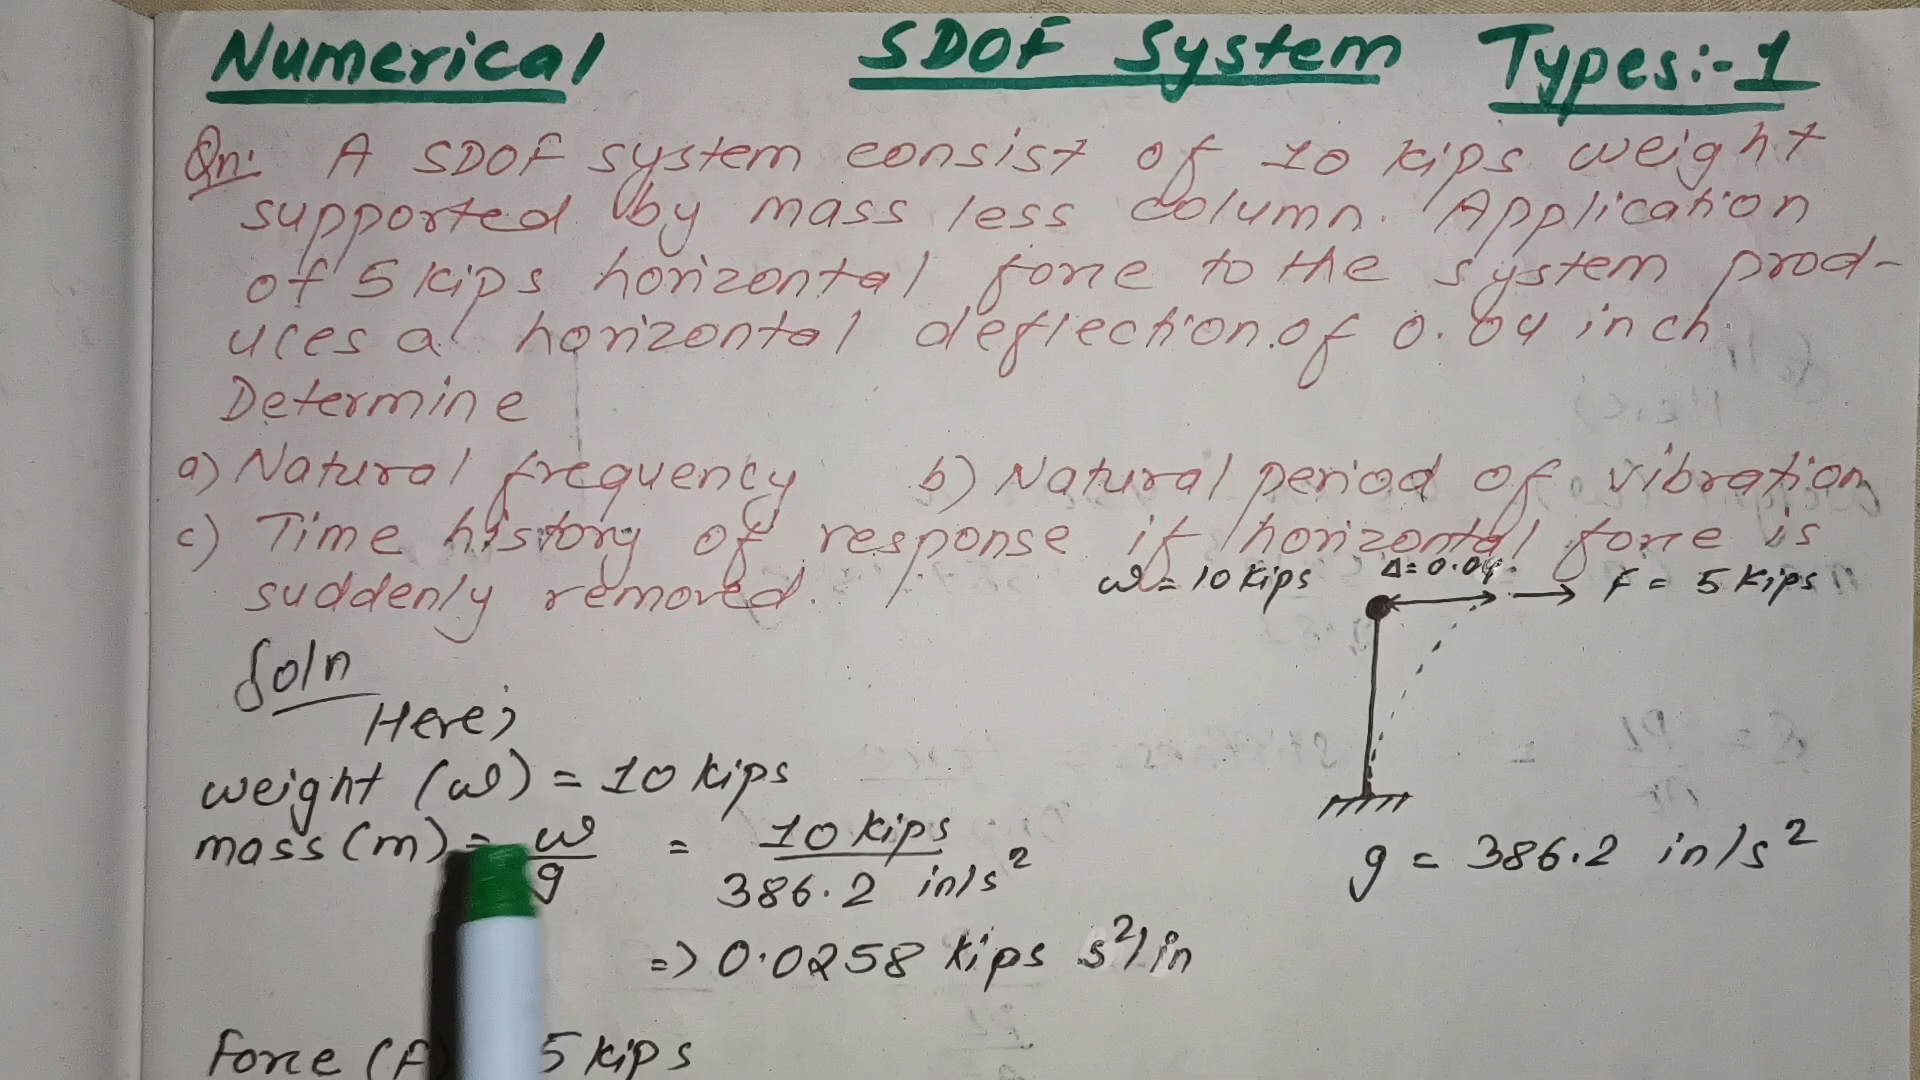 Numerical SDOF System Types:-1
Qn: A SDOF system consist of 10 kips weight
supported by mass less column. Application
of 5 kips horizontal force to the system prod-
uces a horizontal deflection of 0.04 inch.
Determine
a) Natural frequency b) Natural period of vibration
c) Time history of response if horizontal force is
suddenly removed.
w = 10 kips Δ = 0.04. F = 5 kips
Soln
Here,
weight (w) = 10 kips
mass (m) = w/g = 10 kips / 386.2 in/s²
g = 386.2 in/s²
=> 0.0258 kips s²/in
Force (F) 5 kips